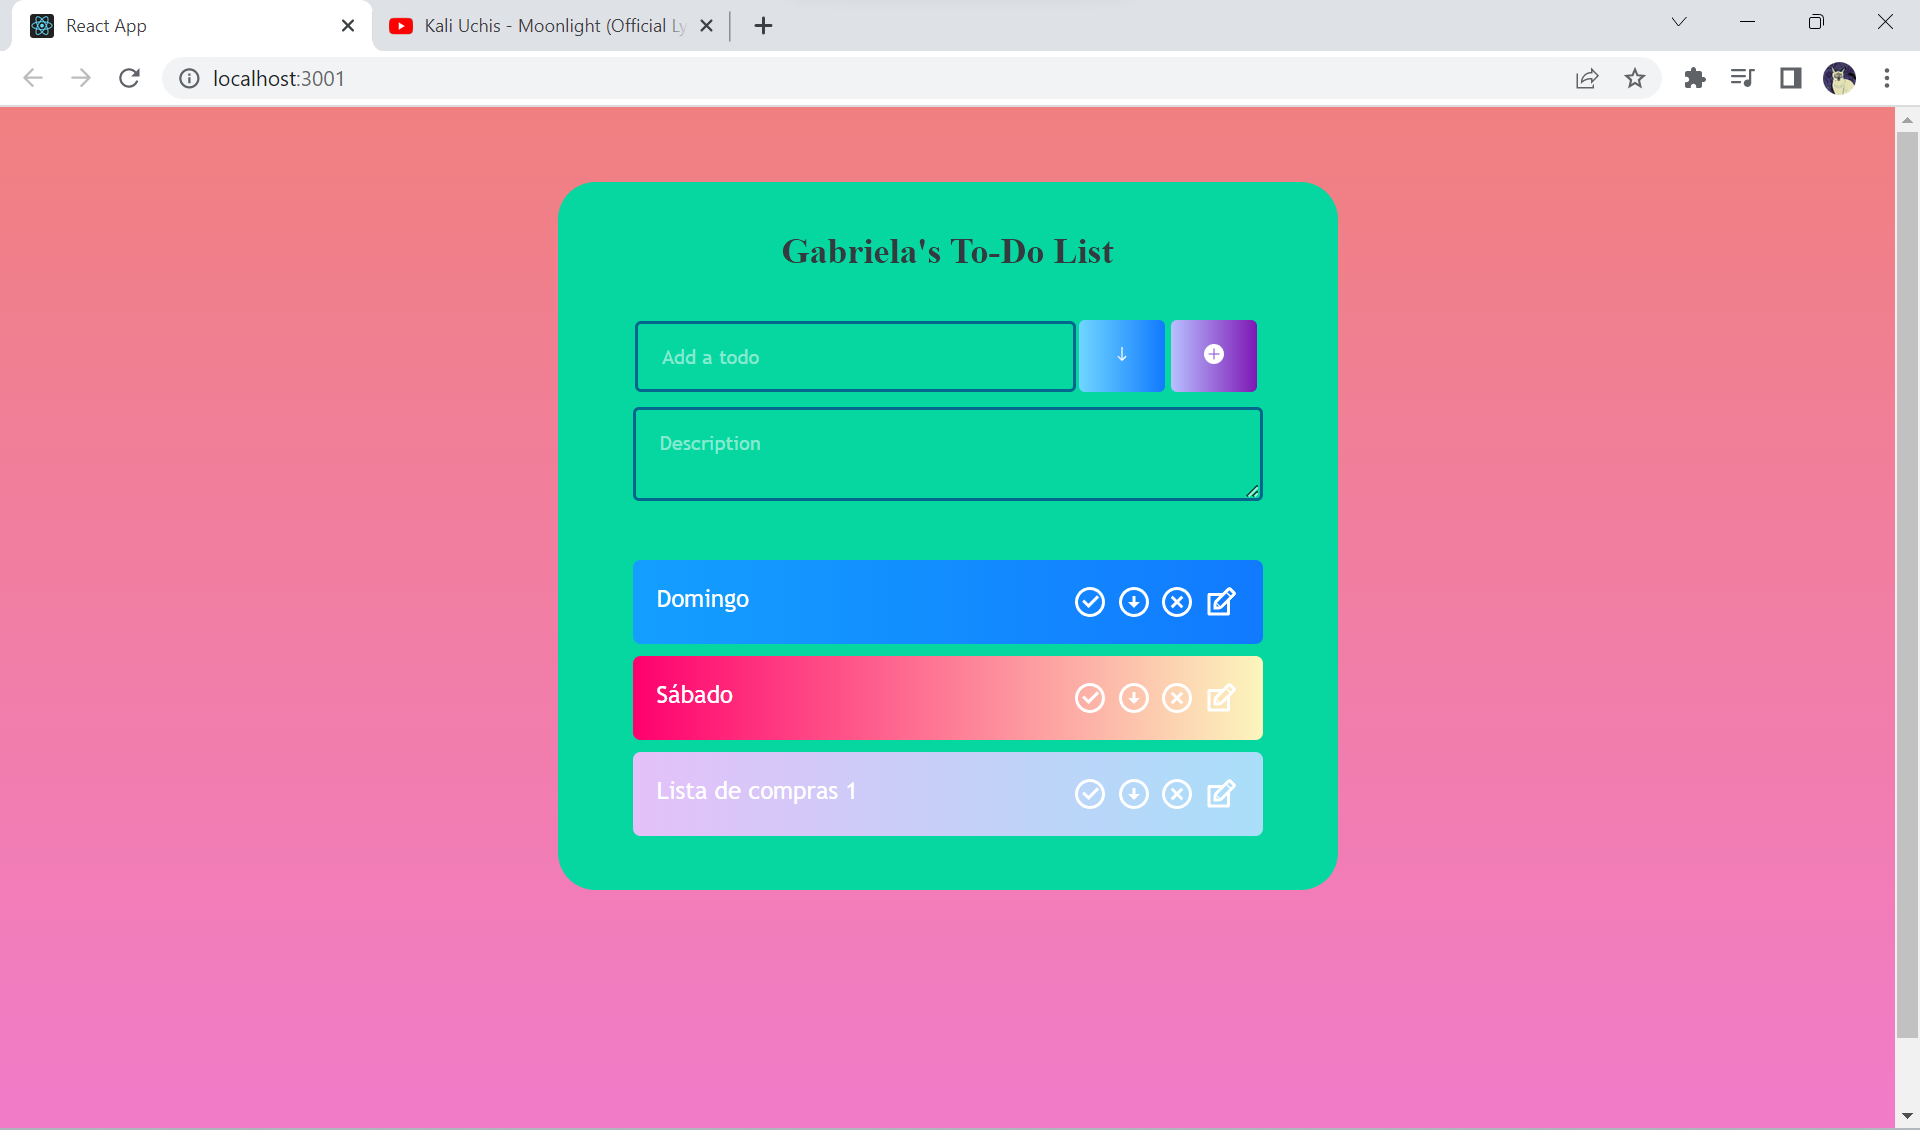 React App
Kali Uchis - Moonlight (Official Ly
localhost:3001
Gabriela's To-Do List
Add a todo
Description
Domingo
Sábado
Lista de compras 1